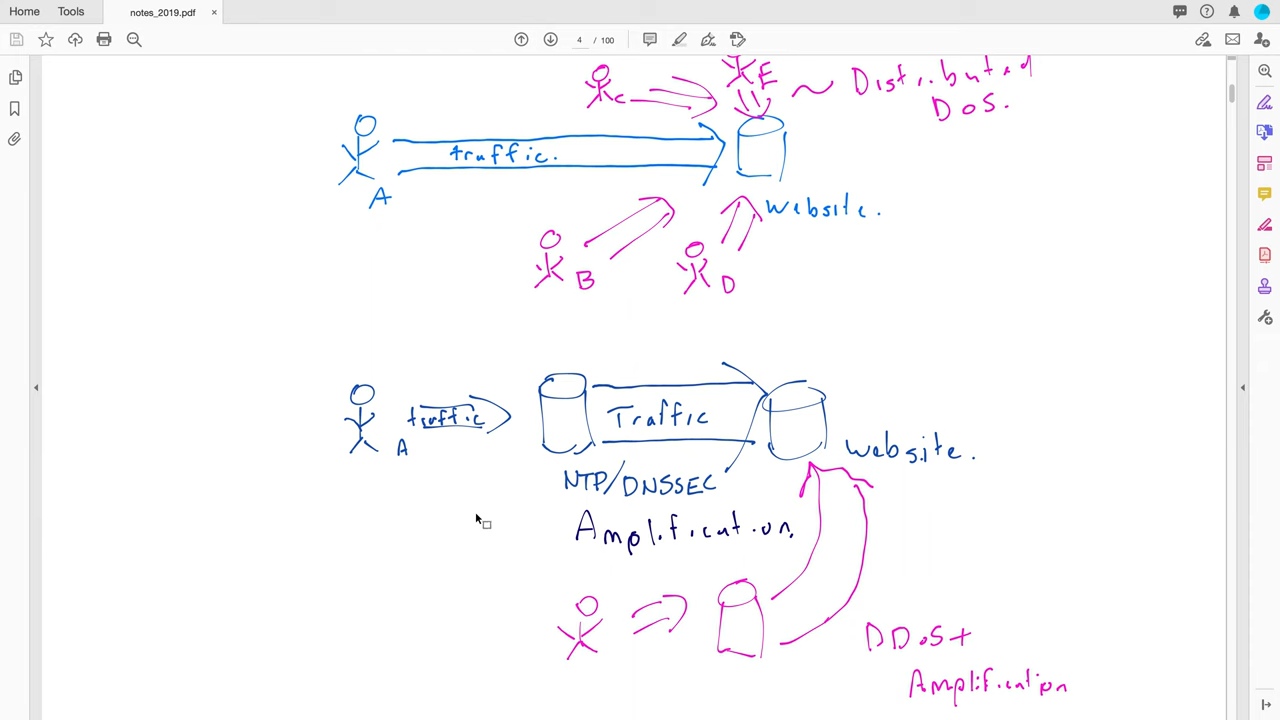 Home
Tools
notes_2019.pdf
×
4 / 100
C
E
~ Distributed
DoS.
traffic.
A
website.
B
D
traffic
A
Traffic
website.
NTP/DNSSEC
Amplification.
DDoS+
Amplification